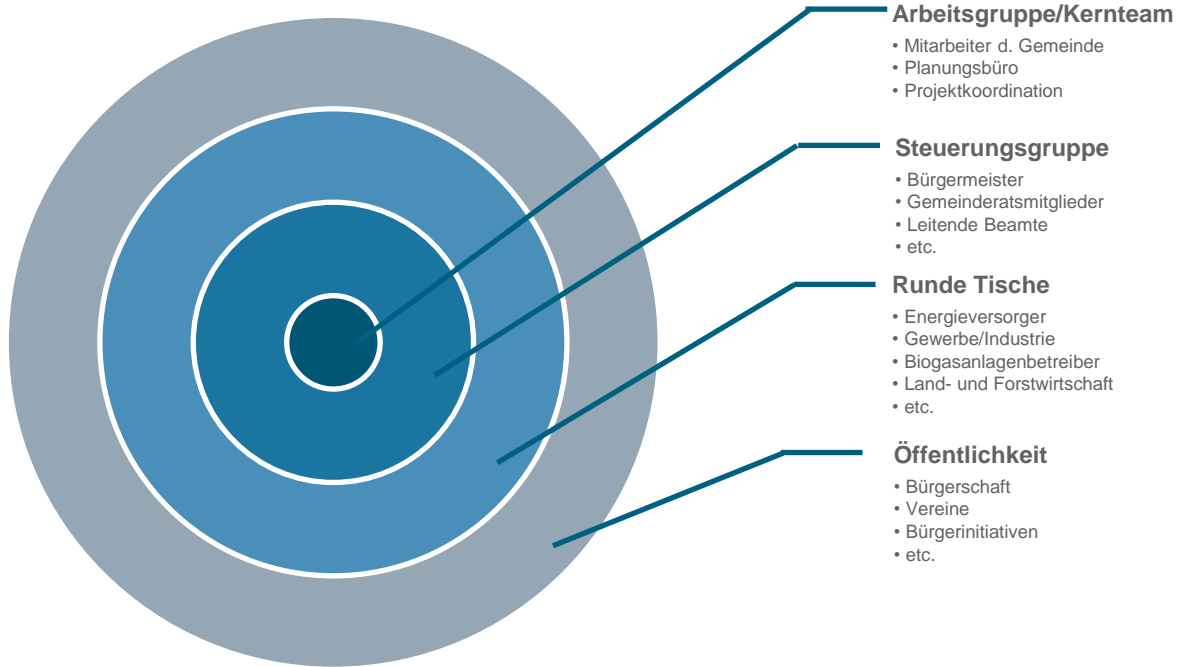 Arbeitsgruppe/Kernteam
• Mitarbeiter d. Gemeinde
• Planungsbüro
• Projektkoordination
Steuerungsgruppe
• Bürgermeister
• Gemeinderatsmitglieder
• Leitende Beamte
• etc.
Runde Tische
• Energieversorger
• Gewerbe/Industrie
• Biogasanlagenbetreiber
• Land- und Forstwirtschaft
• etc.
Öffentlichkeit
• Bürgerschaft
• Vereine
• Bürgerinitiativen
• etc.